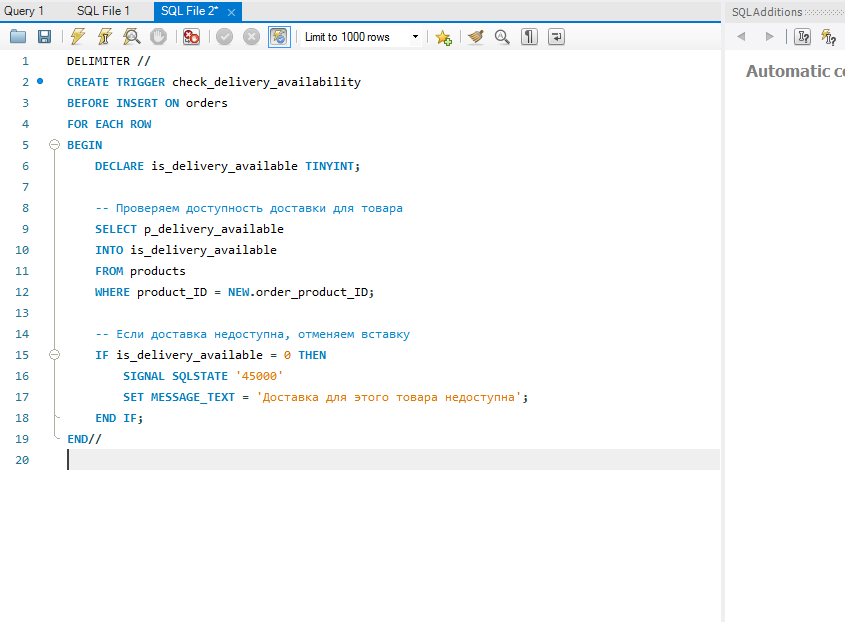 Query 1
SQL File 1
SQL File 2*
SQLAdditions
Limit to 1000 rows
Automatic co
1 DELIMITER //
2 CREATE TRIGGER check_delivery_availability
3 BEFORE INSERT ON orders
4 FOR EACH ROW
5 BEGIN
6 DECLARE is_delivery_available TINYINT;
7
8 -- Проверяем доступность доставки для товара
9 SELECT p_delivery_available
10 INTO is_delivery_available
11 FROM products
12 WHERE product_ID = NEW.order_product_ID;
13
14 -- Если доставка недоступна, отменяем вставку
15 IF is_delivery_available = 0 THEN
16 SIGNAL SQLSTATE '45000'
17 SET MESSAGE_TEXT = 'Доставка для этого товара недоступна';
18 END IF;
19 END//
20